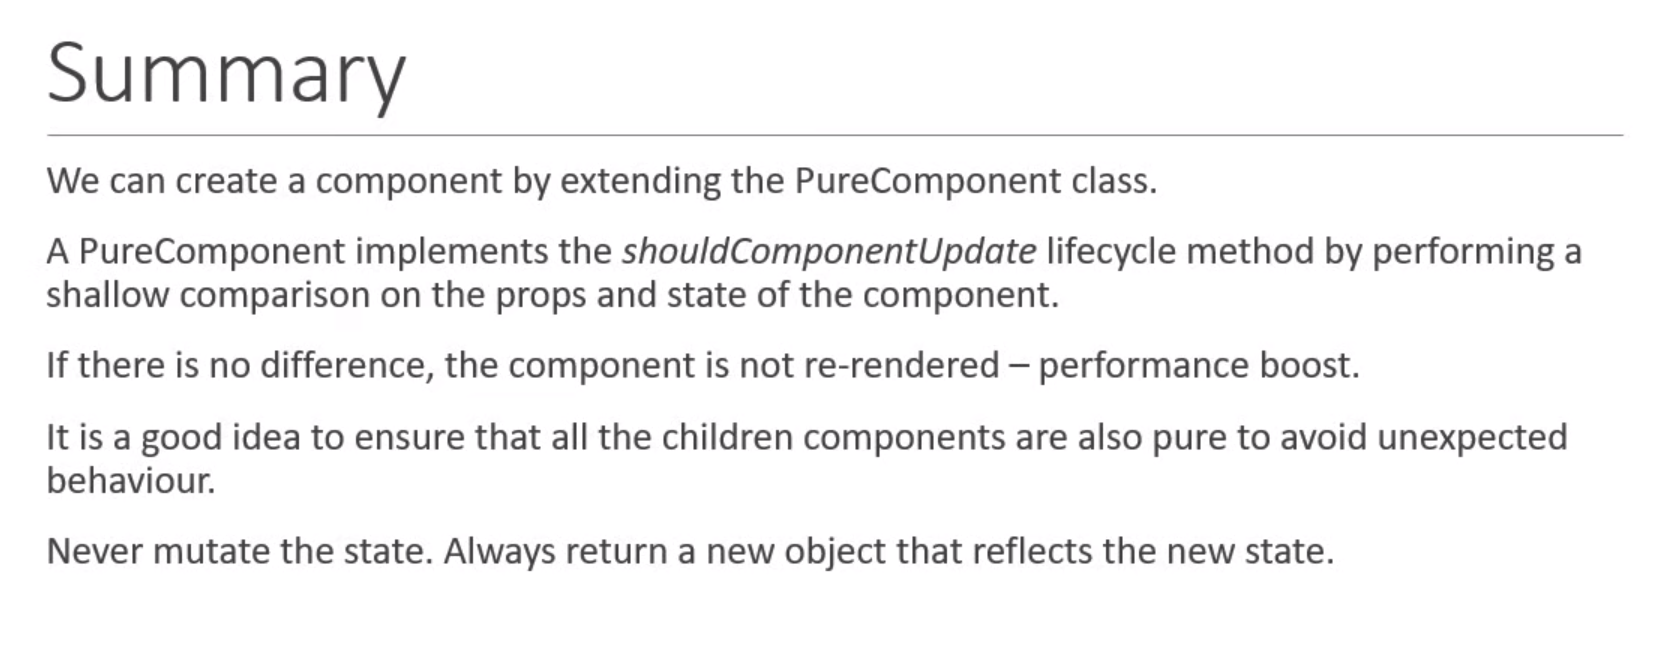 Summary
We can create a component by extending the PureComponent class.
A PureComponent implements the shouldComponentUpdate lifecycle method by performing a
shallow comparison on the props and state of the component.
If there is no difference, the component is not re-rendered – performance boost.
It is a good idea to ensure that all the children components are also pure to avoid unexpected
behaviour.
Never mutate the state. Always return a new object that reflects the new state.